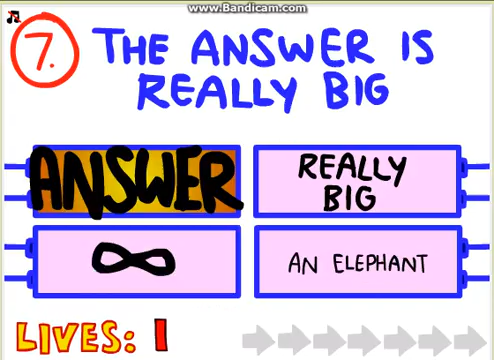 www.Bandicam.com
7.
THE ANSWER IS
REALLY BIG
ANSWER
REALLY
BIG
∞
AN ELEPHANT
LIVES: 1